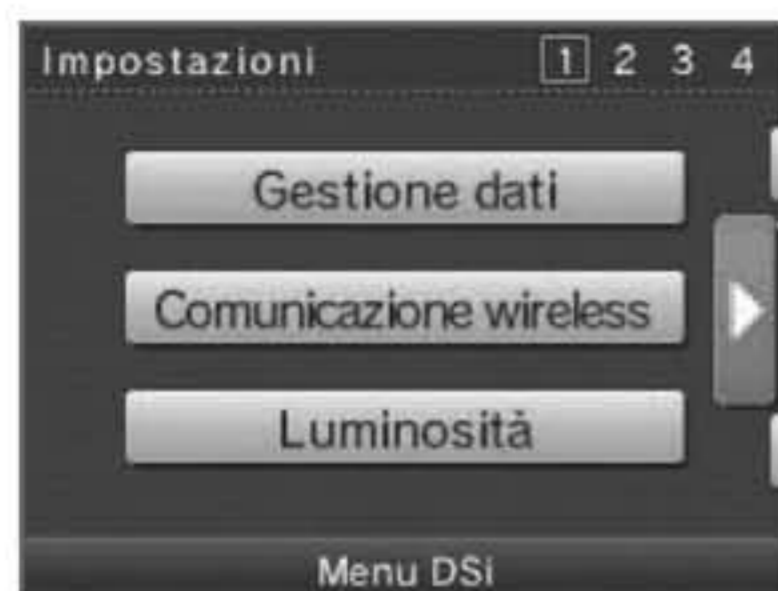 Impostazioni 1 2 3 4
Gestione dati
Comunicazione wireless
Luminosità
Menu DSi